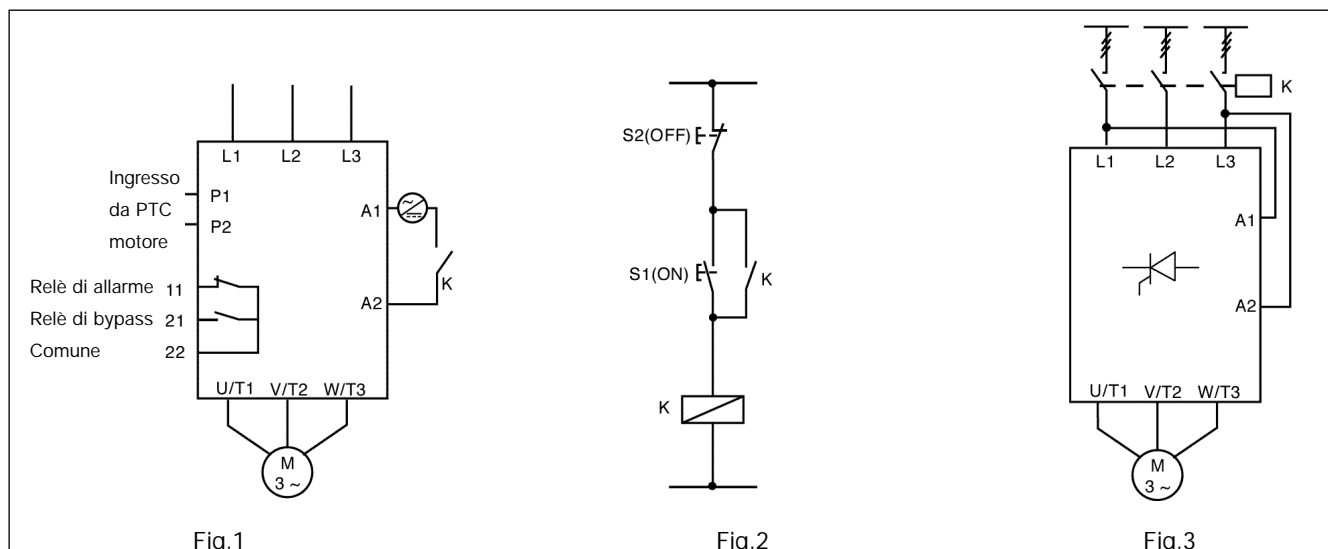 L1 L2 L3
Ingresso
da PTC
motore
P1
P2
A1
K
A2
Relè di allarme 11
Relè di bypass 21
Comune 22
U/T1 V/T2 W/T3
M
3 ~
Fig.1
S2(OFF)
S1(ON)
K
K
Fig.2
K
L1 L2 L3
A1
A2
U/T1 V/T2 W/T3
M
3 ~
Fig.3